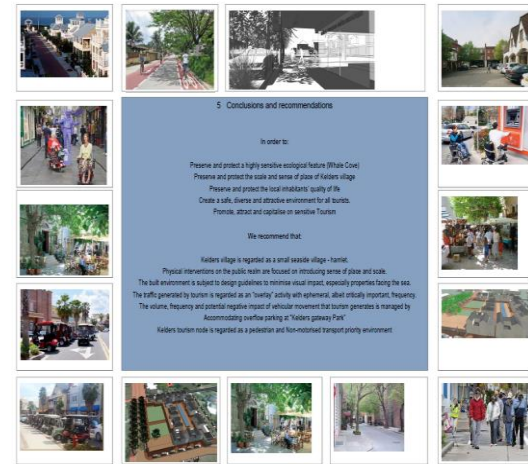 5 Conclusions and recommendations
In order to:
Preserve and protect a highly sensitive ecological feature (Whale Cove)
Preserve and protect the scale and sense of place of Kelders village
Preserve and protect the local inhabitants' quality of life
Create a safe, diverse and attractive environment for all tourists.
Promote, attract and capitalise on sensitive Tourism
We recommend that:
Kelders village is regarded as a small seaside village - hamlet.
Physical interventions on the public realm are focused on introducing sense of place and scale.
The built environment is subject to design guidelines to minimise visual impact, especially properties facing the sea.
The traffic generated by tourism is regarded as an "overlay" activity with ephemeral, albeit critically important, frequency.
The volume, frequency and potential negative impact of vehicular movement that tourism generates is managed by
Accommodating overflow parking at "Kelders gateway Park"
Kelders tourism node is regarded as a pedestrian and Non-motorised transport priority environment